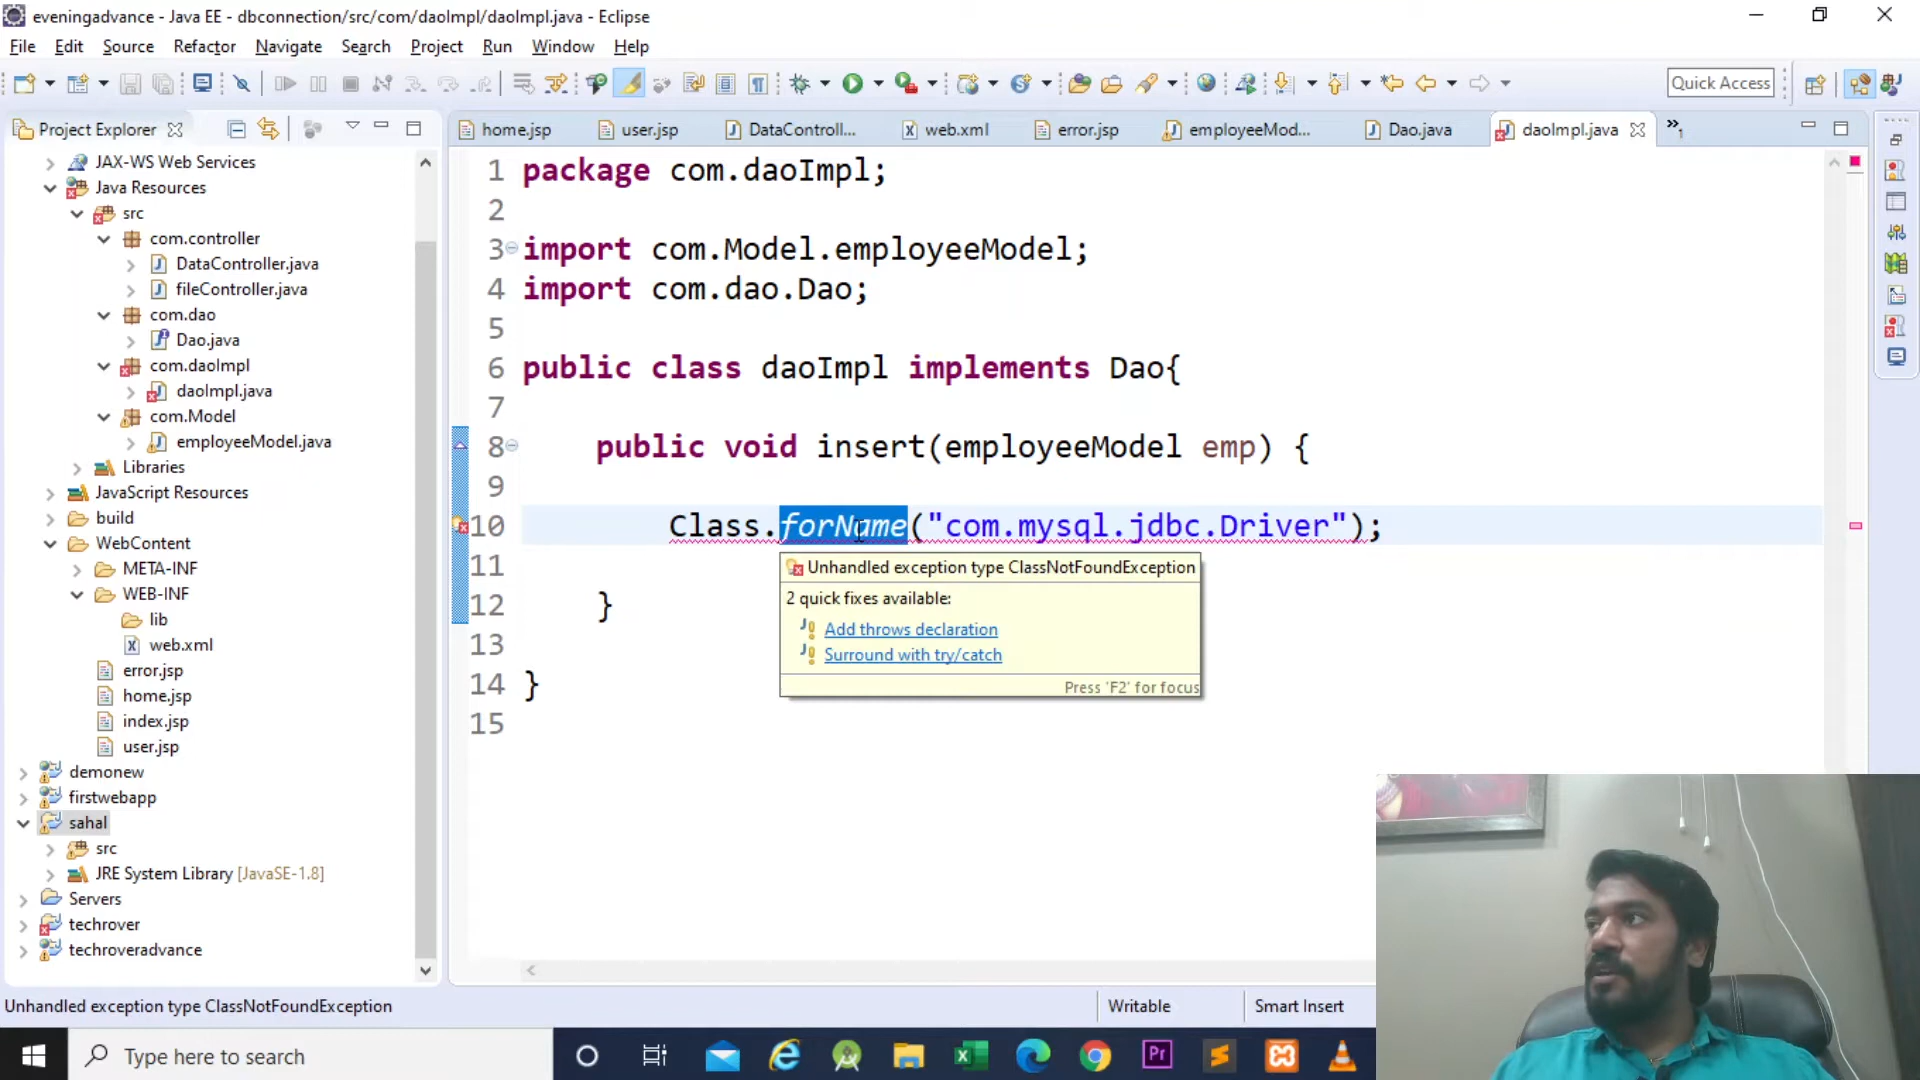 eveningadvance - Java EE - dbconnection/src/com/daoImpl/daoImpl.java - Eclipse
File Edit Source Refactor Navigate Search Project Run Window Help
Quick Access
Project Explorer
home.jsp user.jsp DataControll... web.xml error.jsp employeeMod... Dao.java daoImpl.java »1
JAX-WS Web Services
Java Resources
src
com.controller
DataController.java
fileController.java
com.dao
Dao.java
com.daoImpl
daoImpl.java
com.Model
employeeModel.java
Libraries
JavaScript Resources
build
WebContent
META-INF
WEB-INF
lib
web.xml
error.jsp
home.jsp
index.jsp
user.jsp
demonew
firstwebapp
sahal
src
JRE System Library [JavaSE-1.8]
Servers
techrover
techroveradvance
1 package com.daoImpl;
2
3 import com.Model.employeeModel;
4 import com.dao.Dao;
5
6 public class daoImpl implements Dao{
7
8 public void insert(employeeModel emp) {
9
10 Class.forName("com.mysql.jdbc.Driver");
11
12 }
13
14 }
15
Unhandled exception type ClassNotFoundException
2 quick fixes available:
Add throws declaration
Surround with try/catch
Press 'F2' for focus
Unhandled exception type ClassNotFoundException
Writable
Smart Insert
Type here to search
Pr